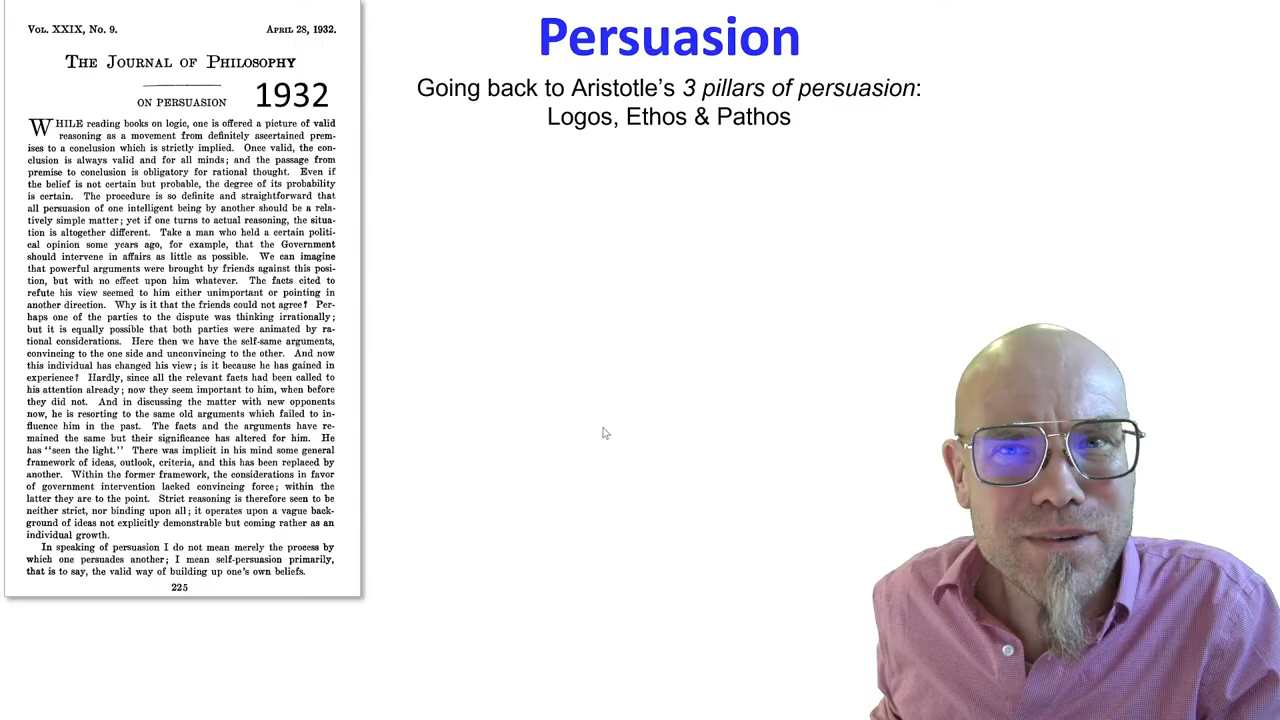 Vol. XXIX, No. 9. April 28, 1932.
The Journal of Philosophy
ON PERSUASION 1932
WHILE reading books on logic, one is offered a picture of valid
reasoning as a movement from definitely ascertained prem-
ises to a conclusion which is strictly implied. Once valid, the con-
clusion is always valid and for all minds; and the passage from
premise to conclusion is obligatory for rational thought. Even if
the belief is not certain but probable, the degree of its probability
is certain. The procedure is so definite and straightforward that
all persuasion of one intelligent being by another should be a rela-
tively simple matter; yet if one turns to actual reasoning, the situa-
tion is altogether different. Take a man who held a certain politi-
cal opinion some years ago, for example, that the Government
should intervene in affairs as little as possible. We can imagine
that powerful arguments were brought by friends against this posi-
tion, but with no effect upon him whatever. The facts cited to
refute his view seemed to him either unimportant or pointing in
another direction. Why is it that the friends could not agree? Per-
haps one of the parties to the dispute was thinking irrationally;
but it is equally possible that both parties were animated by ra-
tional considerations. Here then we have the self-same arguments,
convincing to the one side and unconvincing to the other. And now
this individual has changed his view; is it because he has gained in
experience? Hardly, since all the relevant facts had been called to
his attention already; now they seem important to him, when before
they did not. And in discussing the matter with new opponents
now, he is resorting to the same old arguments which failed to in-
fluence him in the past. The facts and the arguments have re-
mained the same but their significance has altered for him. He
has "seen the light." There was implicit in his mind some general
framework of ideas, outlook, criteria, and this has been replaced by
another. Within the former framework, the considerations in favor
of government intervention lacked convincing force; within the
latter they are to the point. Strict reasoning is therefore seen to be
neither strict, nor binding upon all; it operates upon a vague back-
ground of ideas not explicitly demonstrable but coming rather as an
individual growth.
In speaking of persuasion I do not mean merely the process by
which one persuades another; I mean self-persuasion primarily,
that is to say, the valid way of building up one's own beliefs.
225
Persuasion
Going back to Aristotle's 3 pillars of persuasion:
Logos, Ethos & Pathos